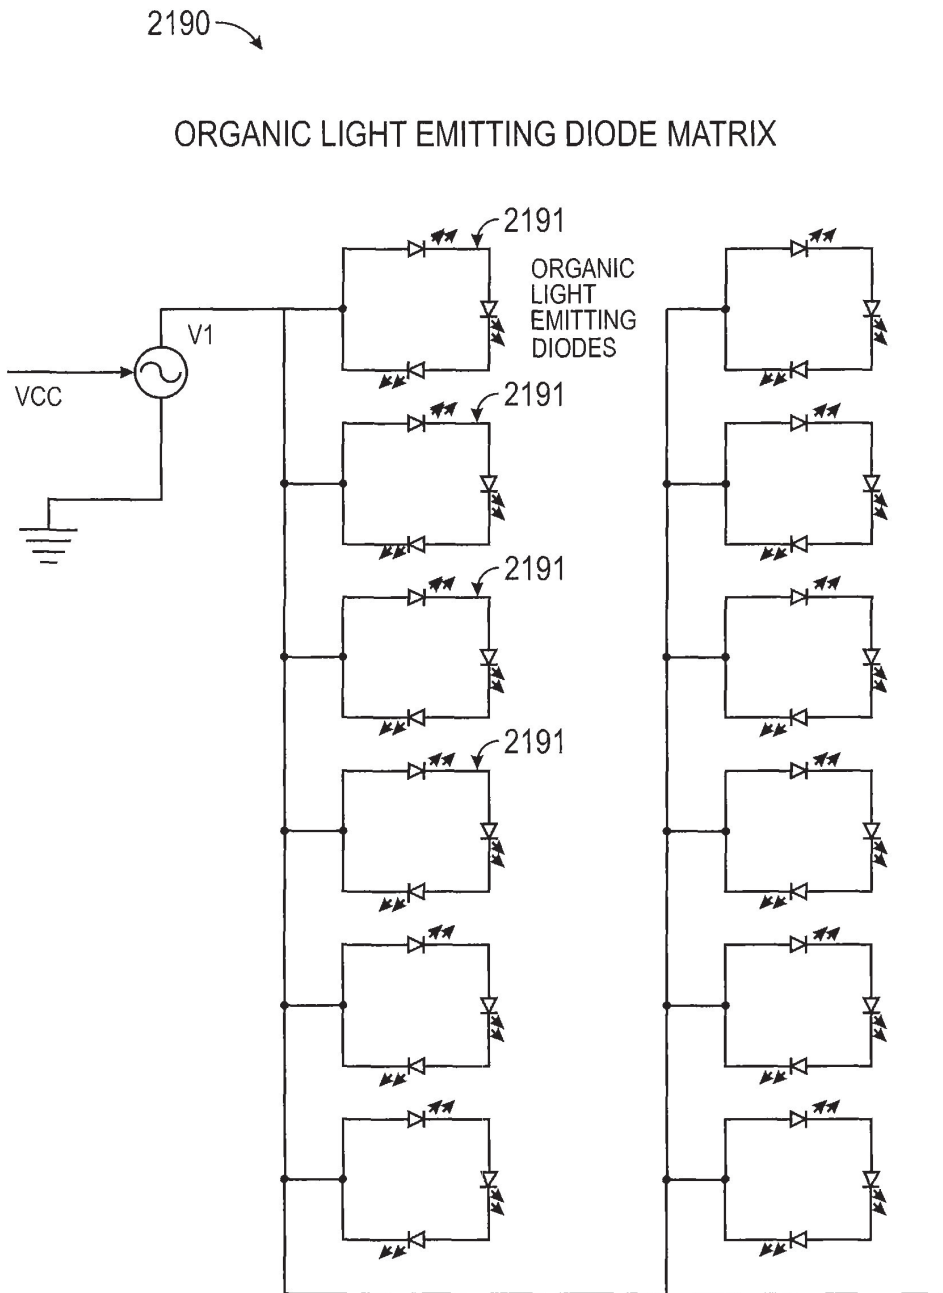 2190
ORGANIC LIGHT EMITTING DIODE MATRIX
2191
ORGANIC
LIGHT
EMITTING
DIODES
V1
VCC
2191
2191
2191